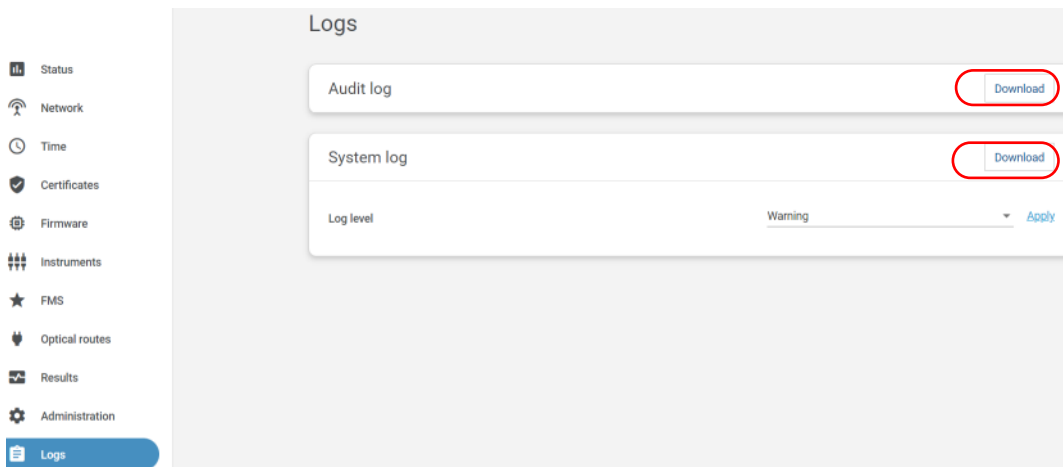 Logs
Status
Network
Time
Certificates
Firmware
Instruments
FMS
Optical routes
Results
Administration
Logs
Audit log
Download
System log
Download
Log level
Warning
Apply